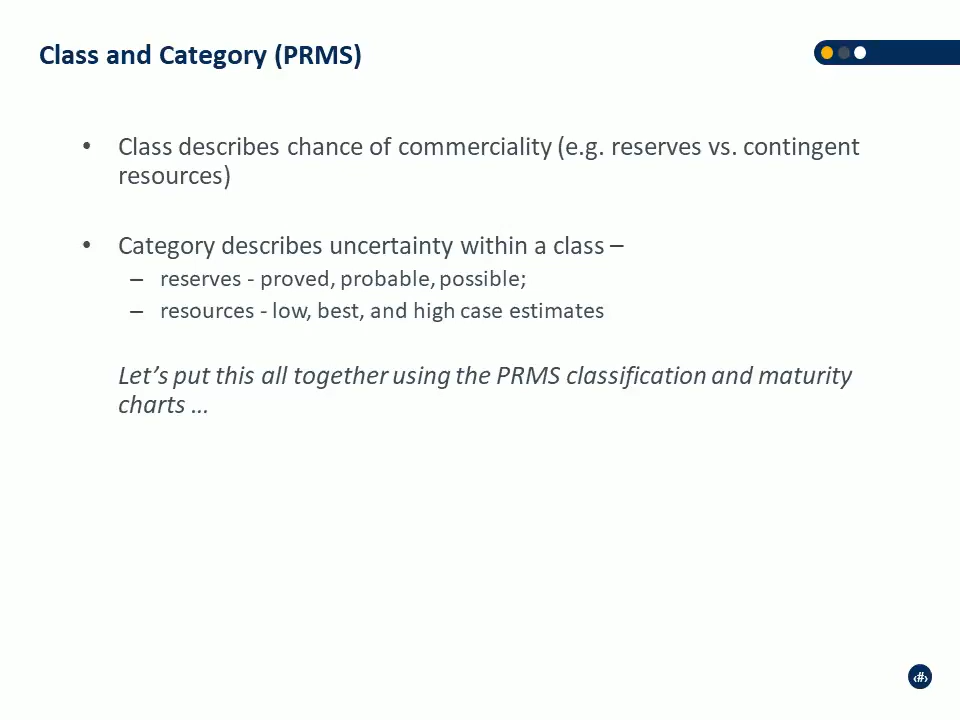 Class and Category (PRMS)
• Class describes chance of commerciality (e.g. reserves vs. contingent
resources)
• Category describes uncertainty within a class –
– reserves - proved, probable, possible;
– resources - low, best, and high case estimates
Let’s put this all together using the PRMS classification and maturity
charts …
‹#›